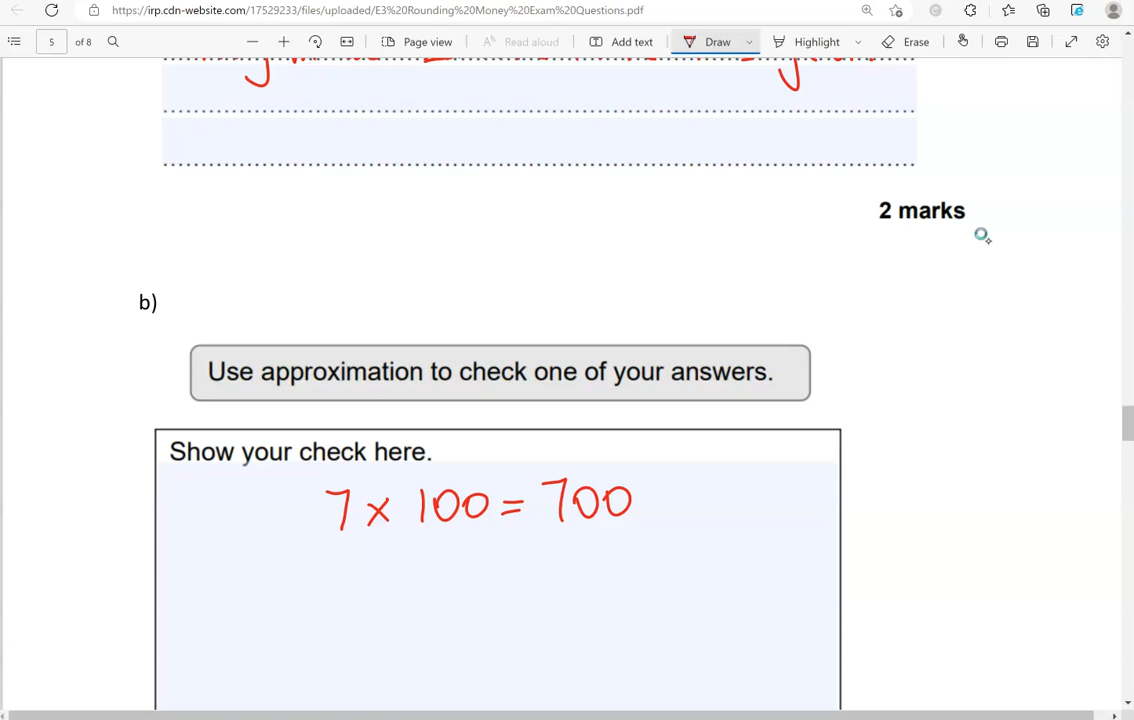 https://irp.cdn-website.com/17529233/files/uploaded/E3%20Rounding%20Money%20Exam%20Questions.pdf
5 of 8 Page view Read aloud Add text Draw Highlight Erase
2 marks
b)
Use approximation to check one of your answers.
Show your check here.
7 x 100 = 700